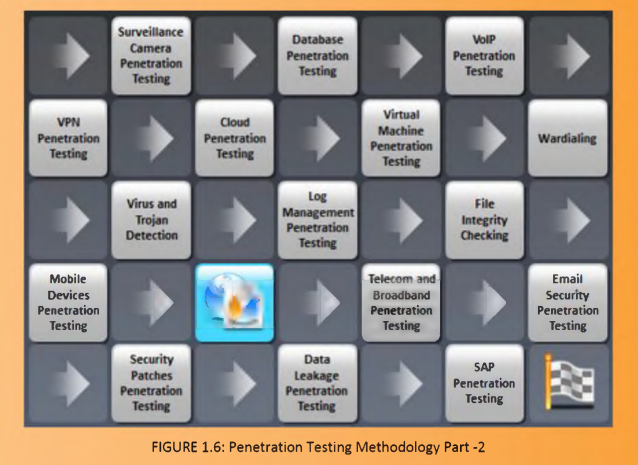 Surveillance
Camera
Penetration
Testing
Database
Penetration
Testing
VoIP
Penetration
Testing
VPN
Penetration
Testing
Cloud
Penetration
Testing
Virtual
Machine
Penetration
Testing
Wardialing
Virus and
Trojan
Detection
Log
Management
Penetration
Testing
File
Integrity
Checking
Mobile
Devices
Penetration
Testing
Telecom and
Broadband
Penetration
Testing
Email
Security
Penetration
Testing
Security
Patches
Penetration
Testing
Data
Leakage
Penetration
Testing
SAP
Penetration
Testing
FIGURE 1.6: Penetration Testing Methodology Part -2